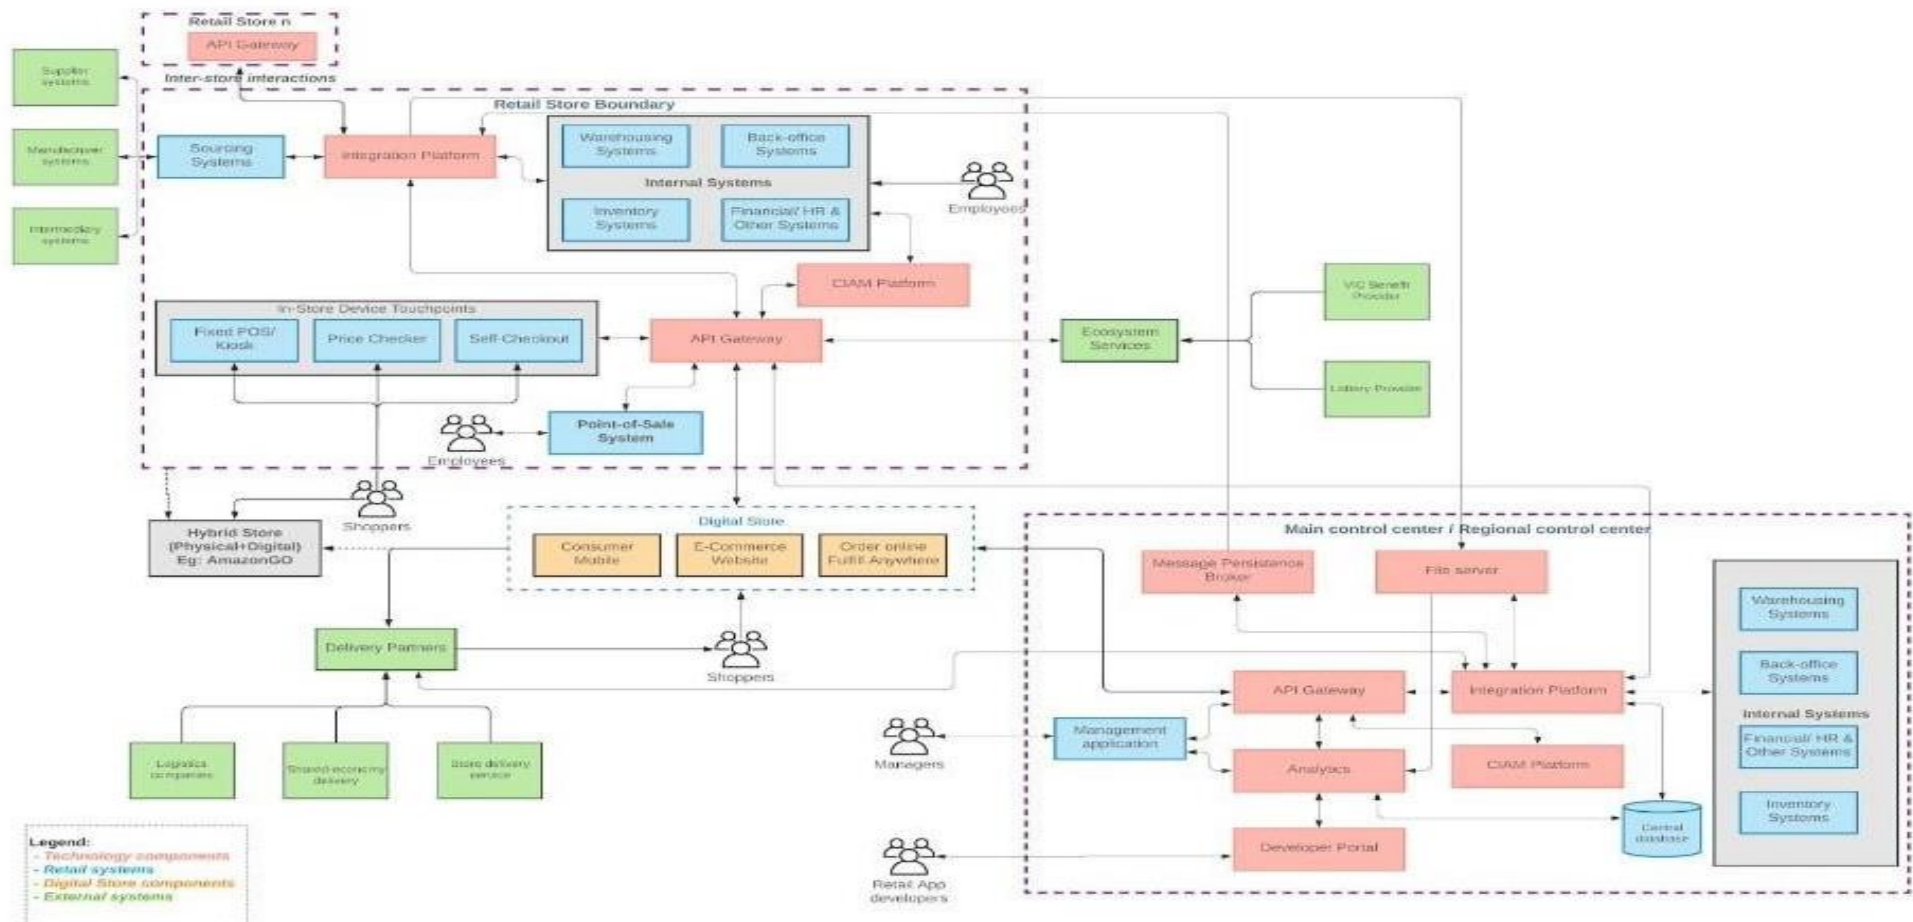 Retail Store n
API Gateway
Inter-store interactions
Supplier
systems
Manufacturer
systems
Intermediary
systems
Retail Store Boundary
Sourcing
Systems
Integration Platform
Warehousing
Systems
Back-office
Systems
Internal Systems
Inventory
Systems
Financial/ HR &
Other Systems
Employees
CIAM Platform
In-Store Device Touchpoints
Fixed POS/
Kiosk
Price Checker
Self-Checkout
API Gateway
Ecosystem
Services
Benefit
Provider
Lottery Provider
Point-of-Sale
System
Employees
Shoppers
Hybrid Store
(Physical+Digital)
Eg: AmazonGO
Digital Store
Consumer
Mobile
E-Commerce
Website
Order online
Fulfill Anywhere
Delivery Partners
Shoppers
Logistics
companies
Shared-economy
delivery
Store delivery
service
Main control center / Regional control center
Message Persistence
Broker
File server
API Gateway
Integration Platform
Management
application
Managers
Analytics
CIAM Platform
Developer Portal
Retail App
developers
Central
database
Warehousing
Systems
Back-office
Systems
Internal Systems
Financial/ HR &
Other Systems
Inventory
Systems
Legend:
- Technology components
- Retail systems
- Digital Store components
- External systems